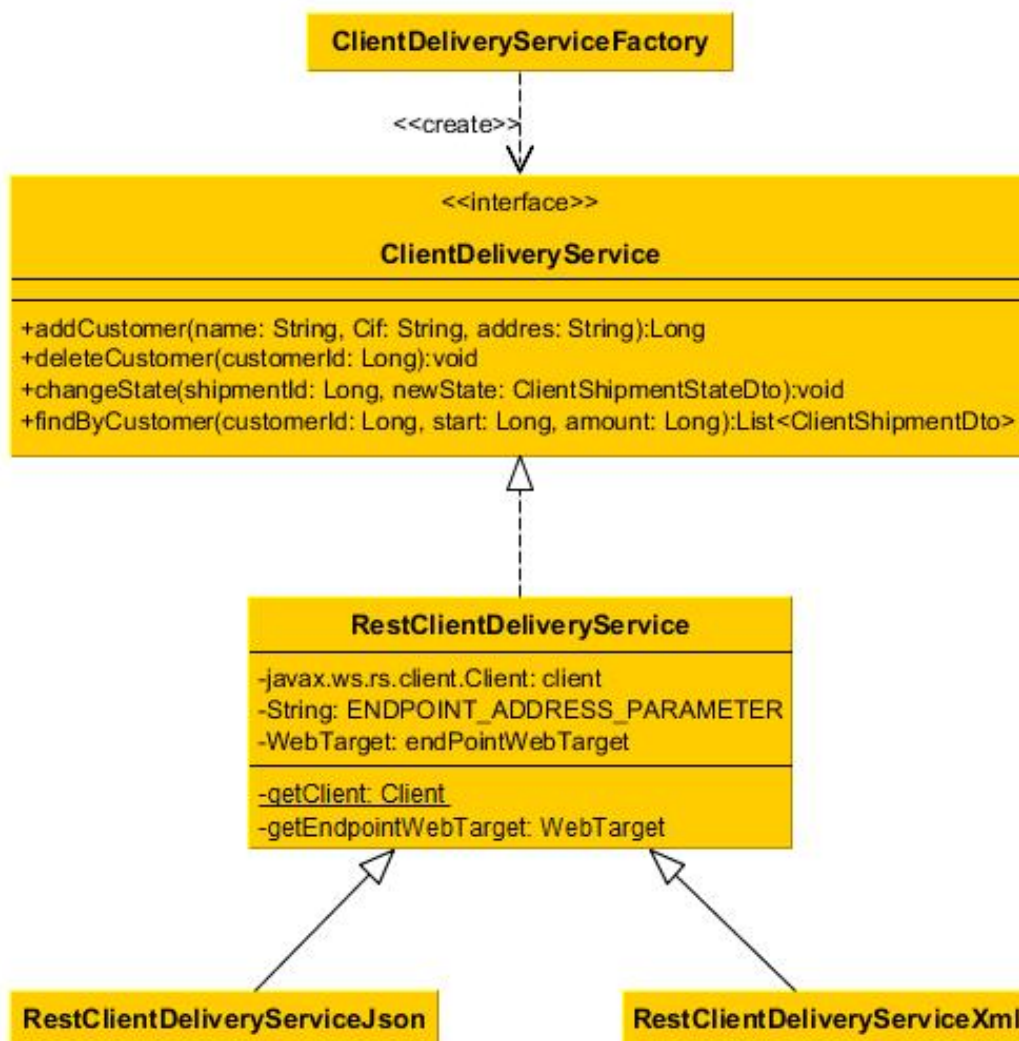 ClientDeliveryServiceFactory
<<create>>
<<interface>>
ClientDeliveryService
+addCustomer(name: String, Cif: String, addres: String):Long
+deleteCustomer(customerId: Long):void
+changeState(shipmentId: Long, newState: ClientShipmentStateDto):void
+findByCustomer(customerId: Long, start: Long, amount: Long):List<ClientShipmentDto>
RestClientDeliveryService
-javax.ws.rs.client.Client: client
-String: ENDPOINT_ADDRESS_PARAMETER
-WebTarget: endPointWebTarget
-getClient: Client
-getEndpointWebTarget: WebTarget
RestClientDeliveryServiceJson
RestClientDeliveryServiceXml